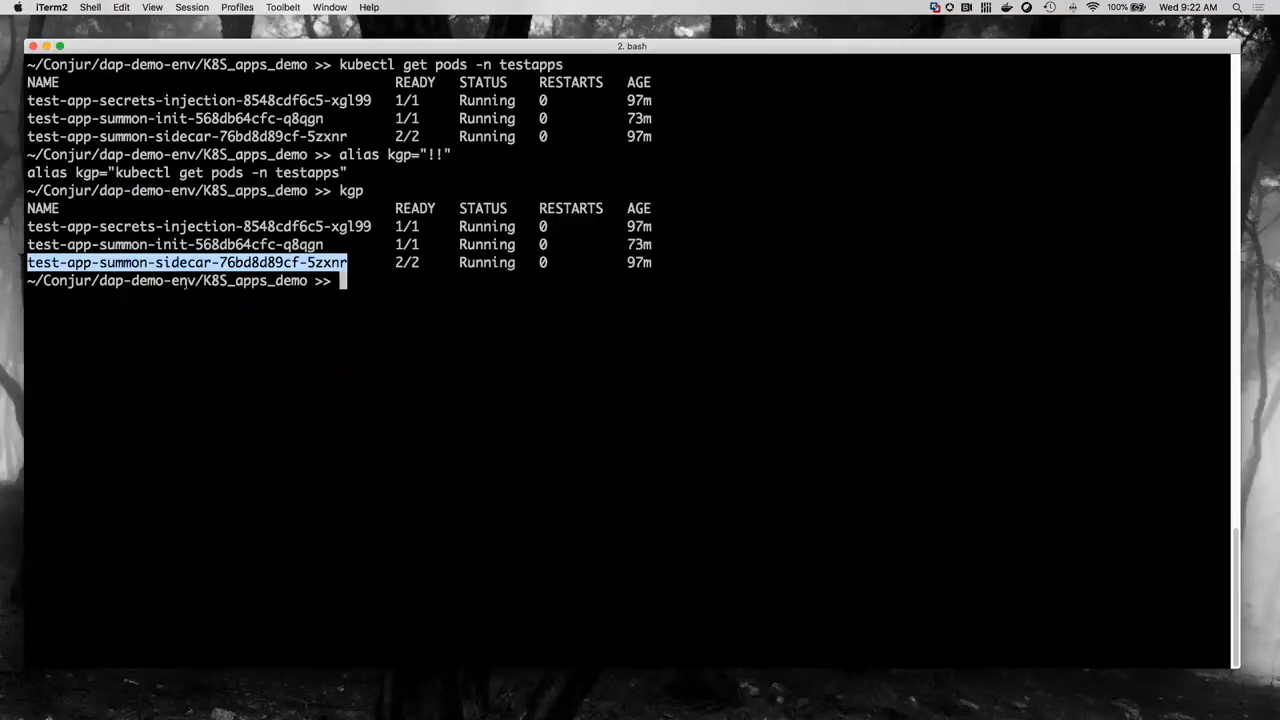 iTerm2 Shell Edit View Session Profiles Toolbelt Window Help 100% Wed 9:22 AM
2. bash
~/Conjur/dap-demo-env/K8S_apps_demo >> kubectl get pods -n testapps
NAME READY STATUS RESTARTS AGE
test-app-secrets-injection-8548cdf6c5-xgl99 1/1 Running 0 97m
test-app-summon-init-568db64cfc-q8qgn 1/1 Running 0 73m
test-app-summon-sidecar-76bd8d89cf-5zxnr 2/2 Running 0 97m
~/Conjur/dap-demo-env/K8S_apps_demo >> alias kgp="!!"
alias kgp="kubectl get pods -n testapps"
~/Conjur/dap-demo-env/K8S_apps_demo >> kgp
NAME READY STATUS RESTARTS AGE
test-app-secrets-injection-8548cdf6c5-xgl99 1/1 Running 0 97m
test-app-summon-init-568db64cfc-q8qgn 1/1 Running 0 73m
test-app-summon-sidecar-76bd8d89cf-5zxnr 2/2 Running 0 97m
~/Conjur/dap-demo-env/K8S_apps_demo >>